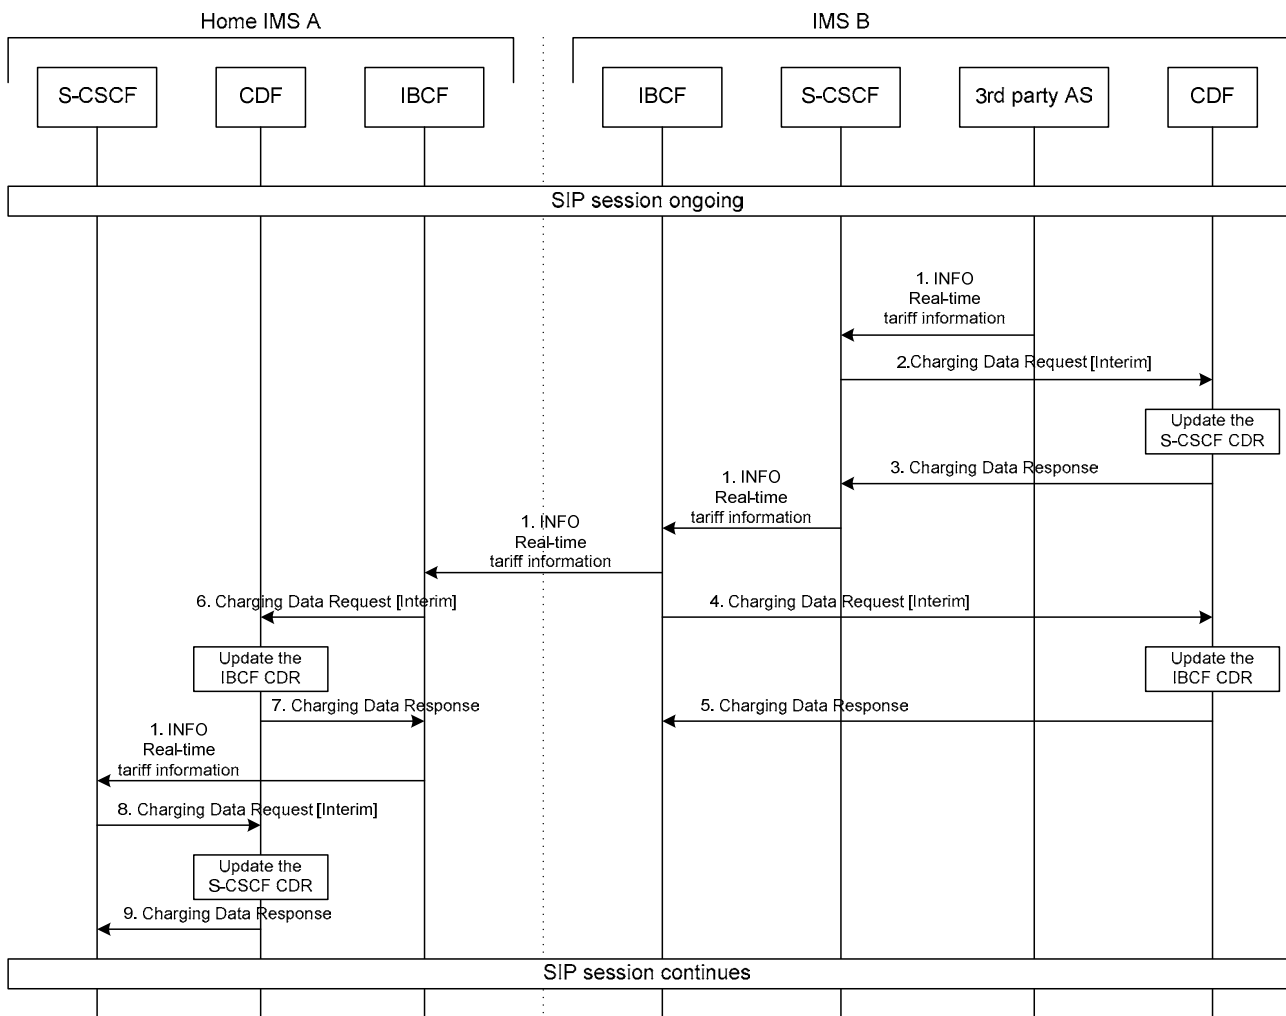 Home IMS A
IMS B
S-CSCF
CDF
IBCF
IBCF
S-CSCF
3rd party AS
CDF
SIP session ongoing
1. INFO
Real-time
tariff information
2.Charging Data Request [Interim]
Update the
S-CSCF CDR
3. Charging Data Response
1. INFO
Real-time
tariff information
1. INFO
Real-time
tariff information
6. Charging Data Request [Interim]
4. Charging Data Request [Interim]
Update the
IBCF CDR
Update the
IBCF CDR
7. Charging Data Response
5. Charging Data Response
1. INFO
Real-time
tariff information
8. Charging Data Request [Interim]
Update the
S-CSCF CDR
9. Charging Data Response
SIP session continues